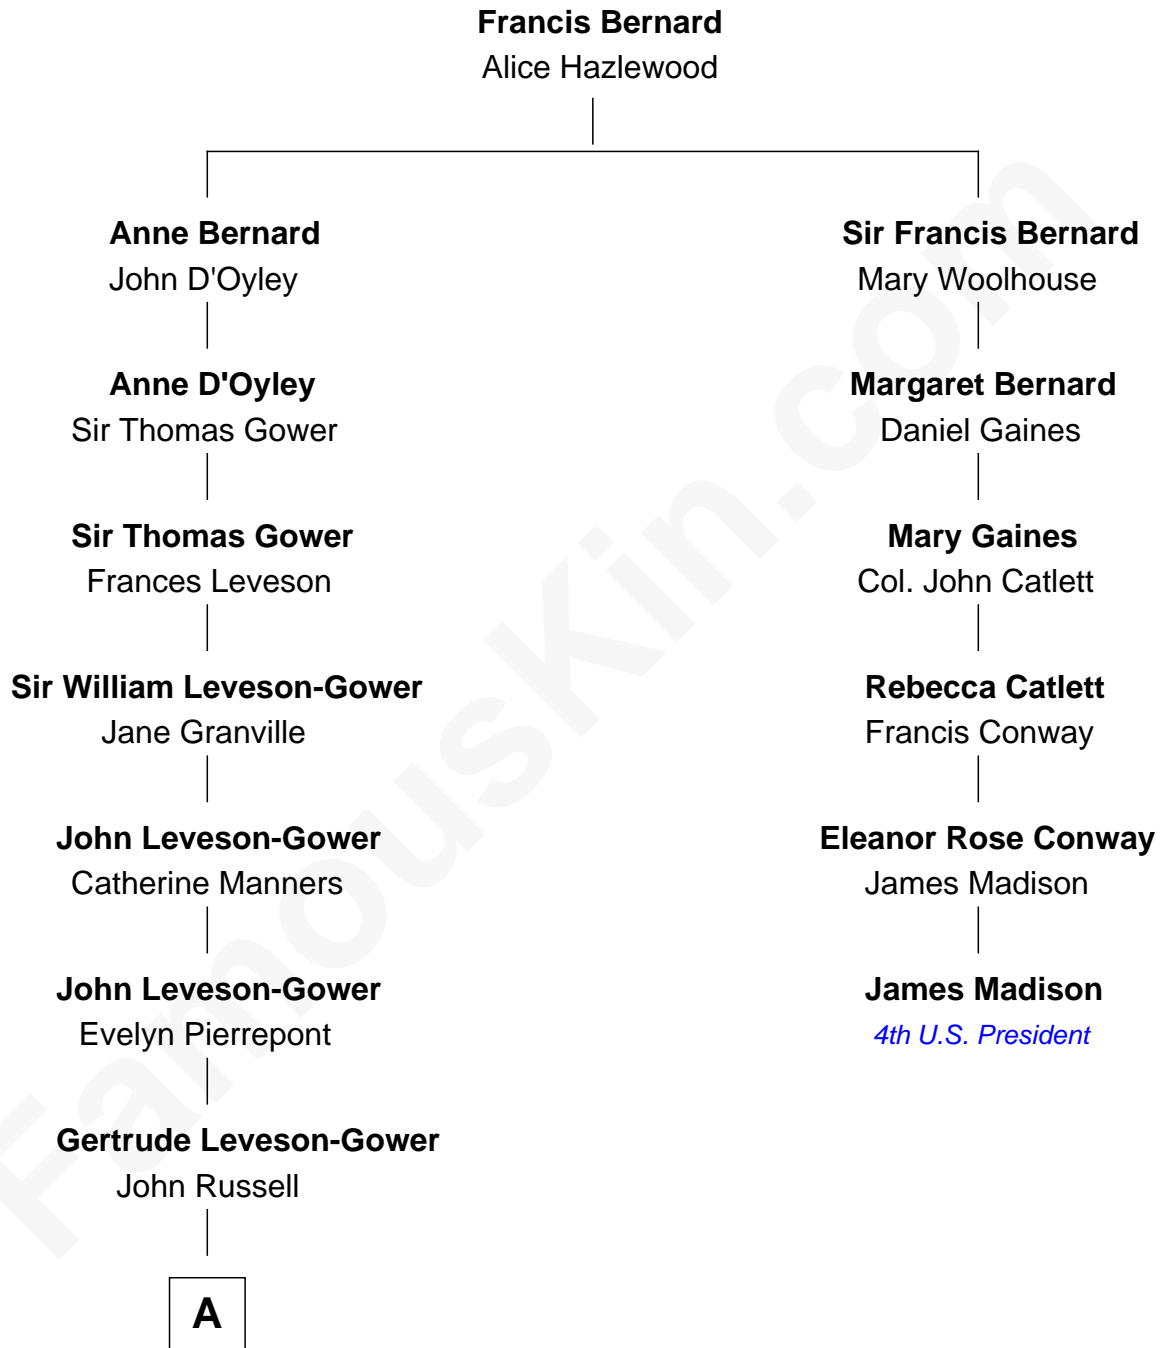 Francis Bernard
Alice Hazlewood
Anne Bernard
John D'Oyley
Anne D'Oyley
Sir Thomas Gower
Sir Thomas Gower
Frances Leveson
Sir William Leveson-Gower
Jane Granville
John Leveson-Gower
Catherine Manners
John Leveson-Gower
Evelyn Pierrepont
Gertrude Leveson-Gower
John Russell
A
Sir Francis Bernard
Mary Woolhouse
Margaret Bernard
Daniel Gaines
Mary Gaines
Col. John Catlett
Rebecca Catlett
Francis Conway
Eleanor Rose Conway
James Madison
James Madison
4th U.S. President
FamousKin.com